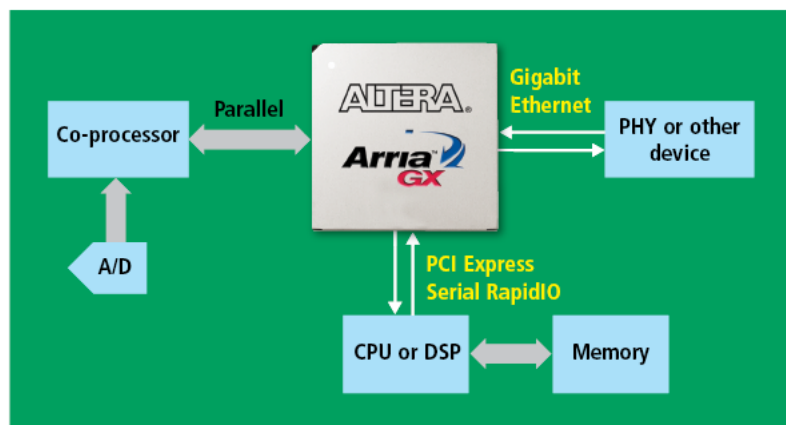 Gigabit
Ethernet
Parallel
ALTERA®
Co-processor
PHY or other
device
Arria™
GX
A/D
PCI Express
Serial RapidIO
CPU or DSP
Memory